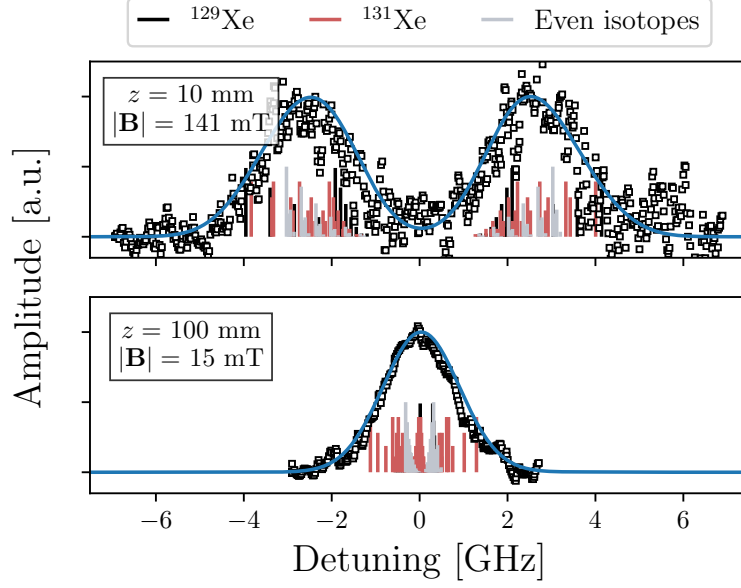 ¹²⁹Xe ¹³¹Xe Even isotopes
z = 10 mm
|B| = 141 mT
z = 100 mm
|B| = 15 mT
Amplitude [a.u.]
−6 −4 −2 0 2 4 6
Detuning [GHz]